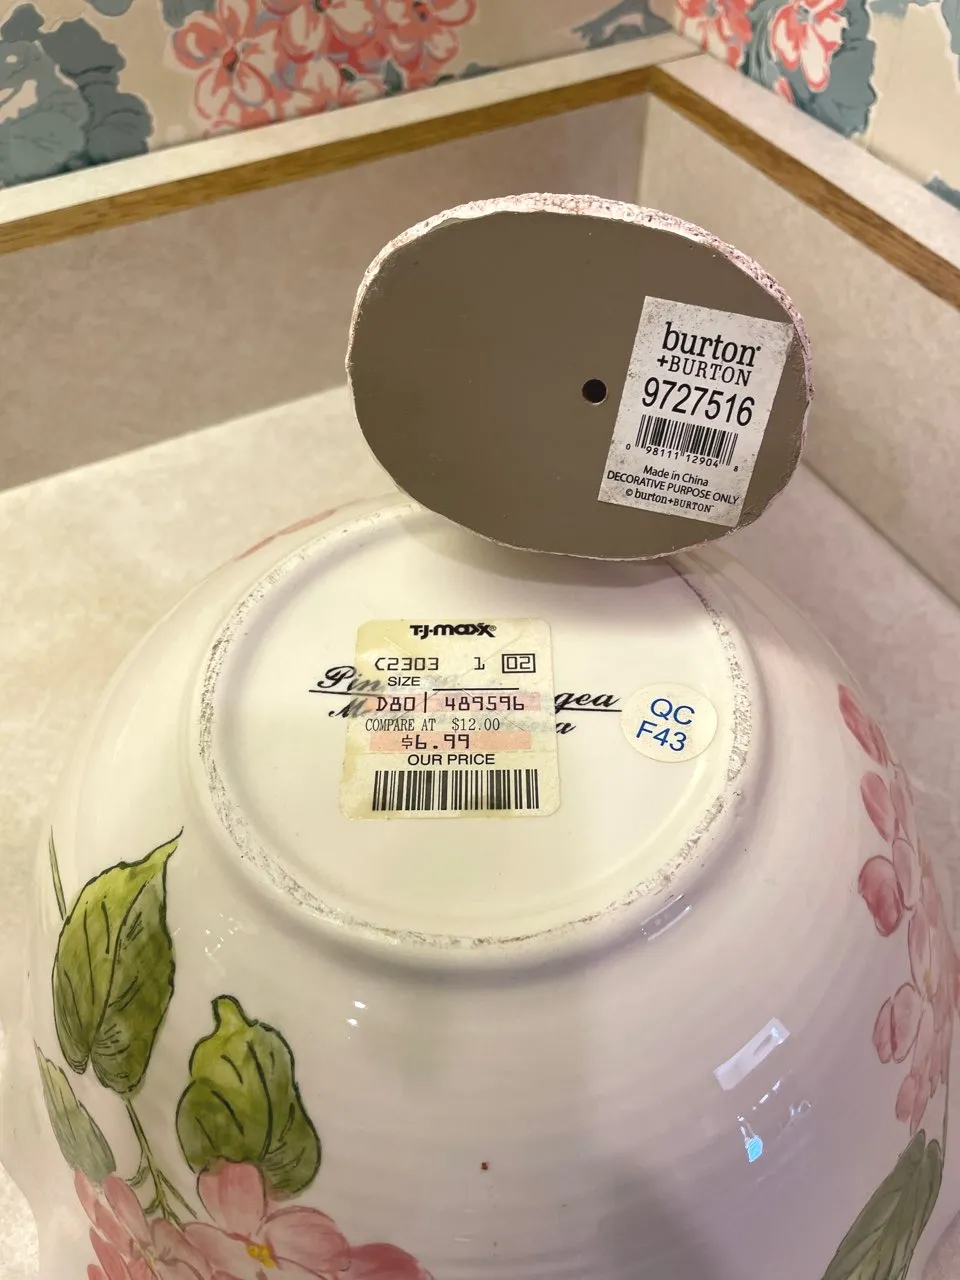 burton
+BURTON
9727516
0 98111 12904 8
Made in China
DECORATIVE PURPOSE ONLY
© burton+BURTON
T·J·maxx®
C2303 1 02
SIZE
D80 489596
COMPARE AT $12.00
$6.99
OUR PRICE
QC
F43